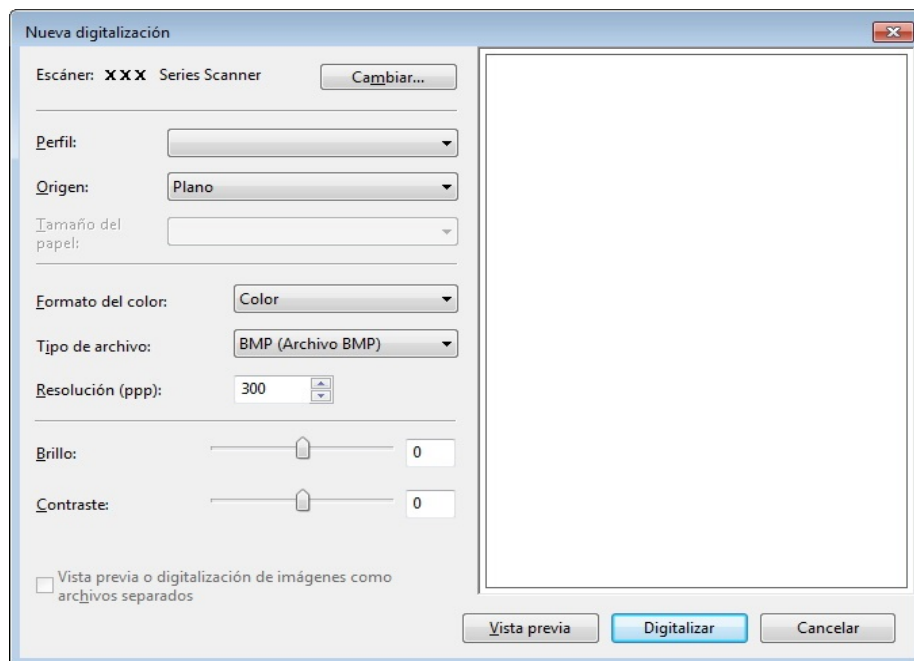 Nueva digitalización
Escáner: XXX Series Scanner
Cambiar...
Perfil:
Origen:
Plano
Tamaño del
papel:
Formato del color:
Color
Tipo de archivo:
BMP (Archivo BMP)
Resolución (ppp):
300
Brillo:
0
Contraste:
0
Vista previa o digitalización de imágenes como
archivos separados
Vista previa
Digitalizar
Cancelar